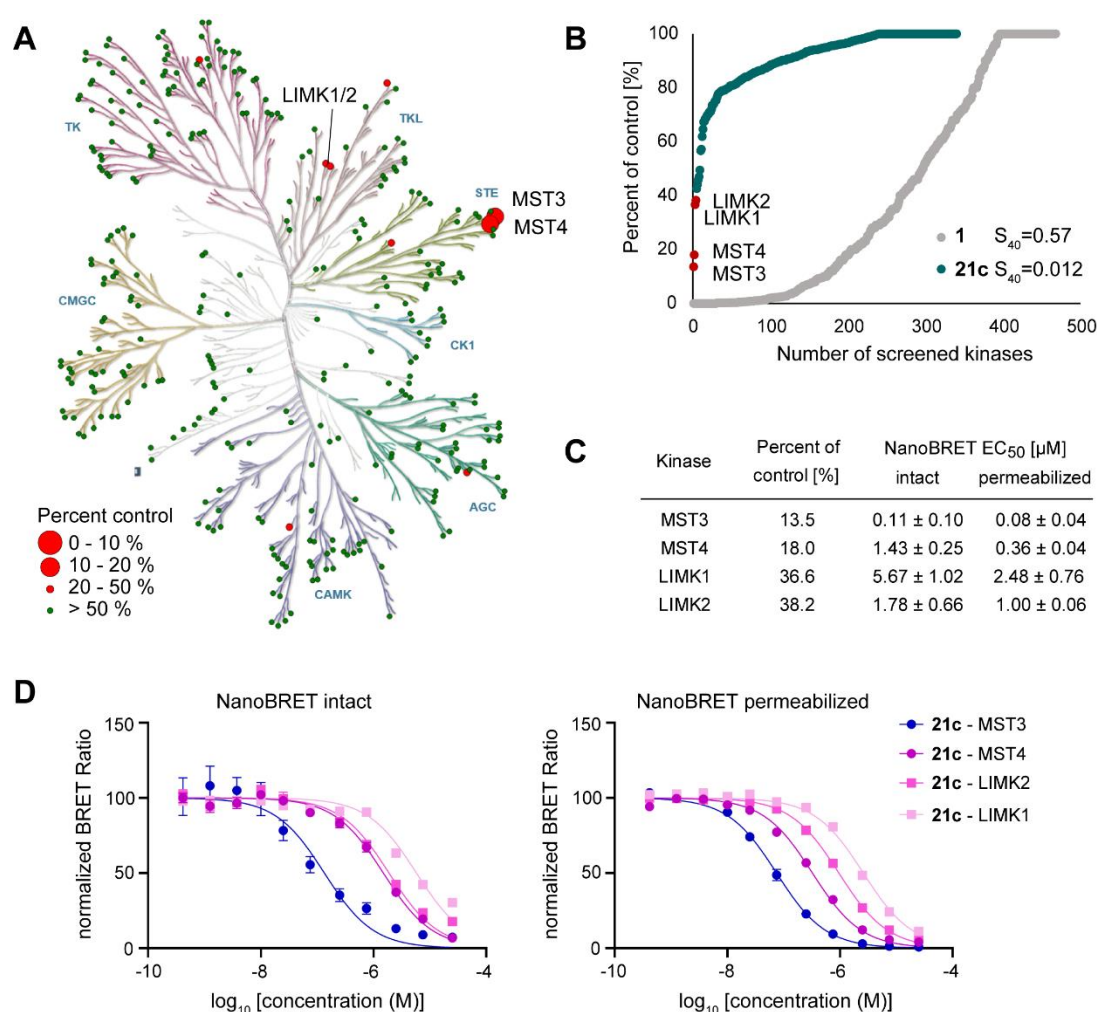 A
LIMK1/2
TK
TKL
STE
MST3
MST4
CMGC
CK1
AGC
CAMK
Percent control
0 - 10 %
10 - 20 %
20 - 50 %
> 50 %
B
Percent of control [%]
100
80
60
40
20
0
LIMK2
LIMK1
MST4
MST3
1 S40=0.57
21c S40=0.012
0 100 200 300 400 500
Number of screened kinases
C
Kinase Percent of control [%] NanoBRET EC50 [µM]
intact permeabilized
MST3 13.5 0.11 ± 0.10 0.08 ± 0.04
MST4 18.0 1.43 ± 0.25 0.36 ± 0.04
LIMK1 36.6 5.67 ± 1.02 2.48 ± 0.76
LIMK2 38.2 1.78 ± 0.66 1.00 ± 0.06
D
NanoBRET intact
normalized BRET Ratio
150
100
50
0
-10 -8 -6 -4
log10 [concentration (M)]
NanoBRET permeabilized
normalized BRET Ratio
150
100
50
0
-10 -8 -6 -4
log10 [concentration (M)]
21c - MST3
21c - MST4
21c - LIMK2
21c - LIMK1